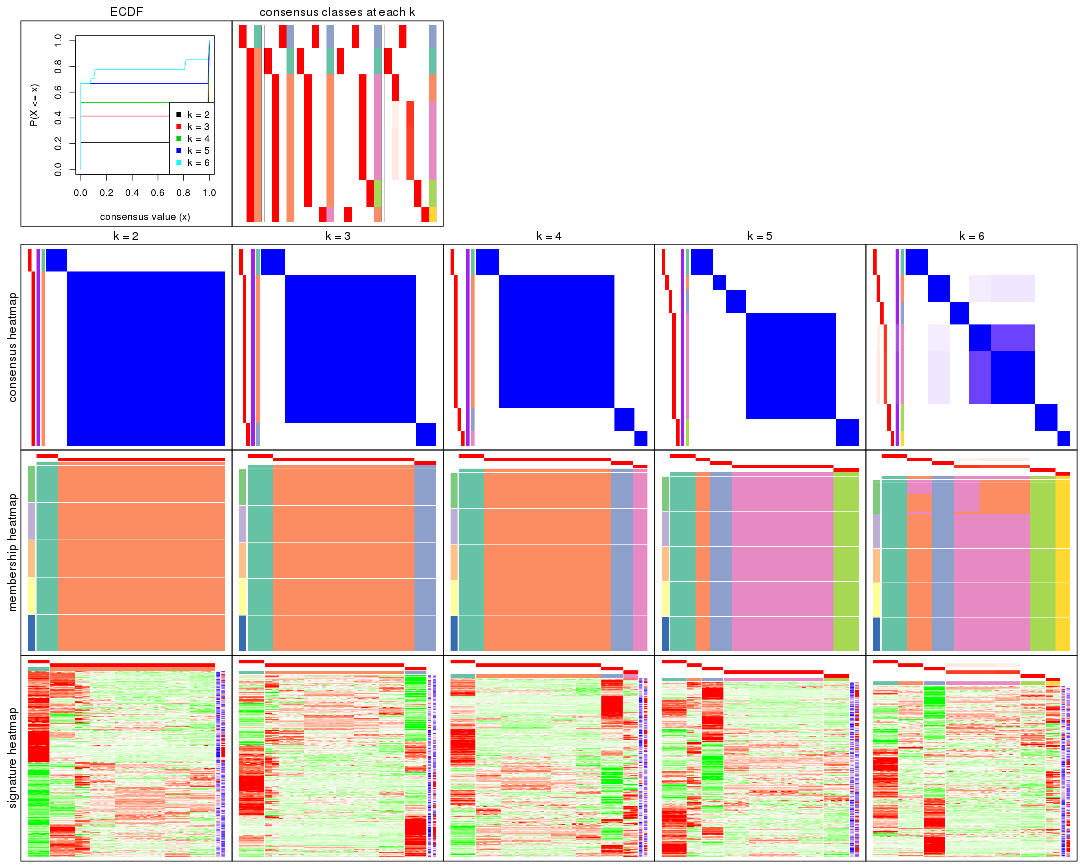 ECDF
consensus classes at each k
P(X <= x)
0.0 0.2 0.4 0.6 0.8 1.0
k = 2
k = 3
k = 4
k = 5
k = 6
0.0 0.2 0.4 0.6 0.8 1.0
consensus value (x)
k = 2
k = 3
k = 4
k = 5
k = 6
consensus heatmap
membership heatmap
signature heatmap